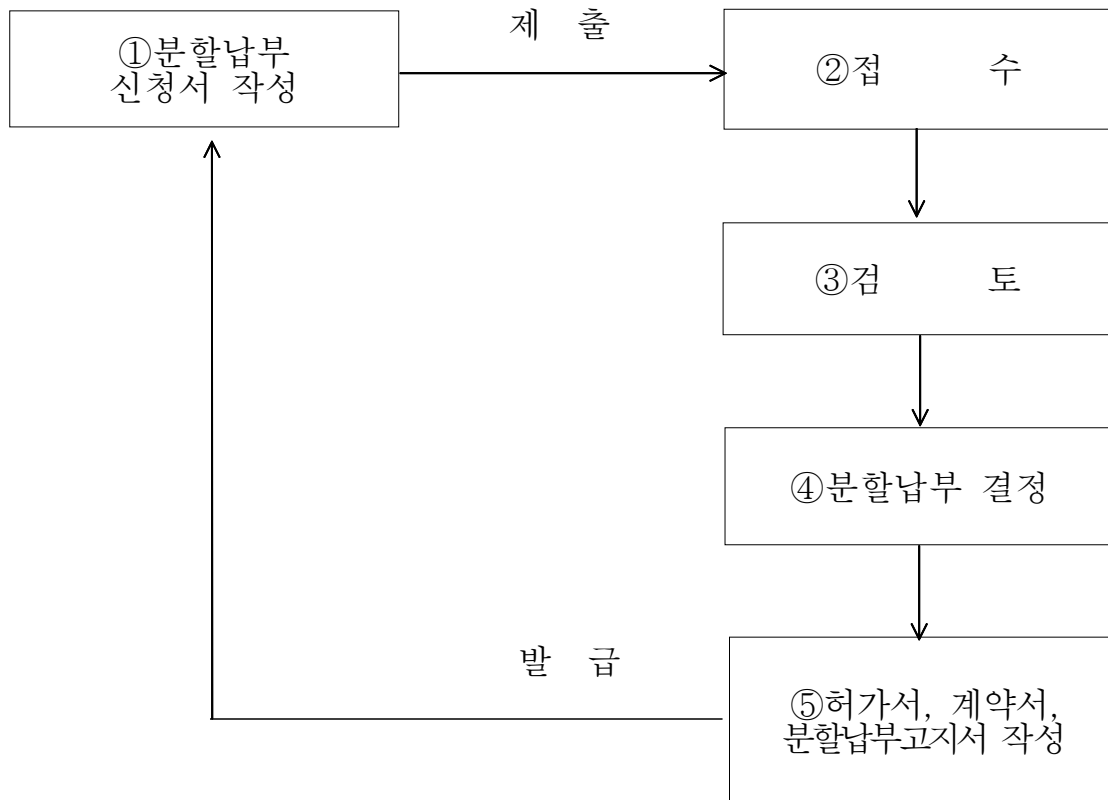 ①분할납부
신청서 작성
제 출
②접 수
③검 토
④분할납부 결정
발 급
⑤허가서, 계약서,
분할납부고지서 작성